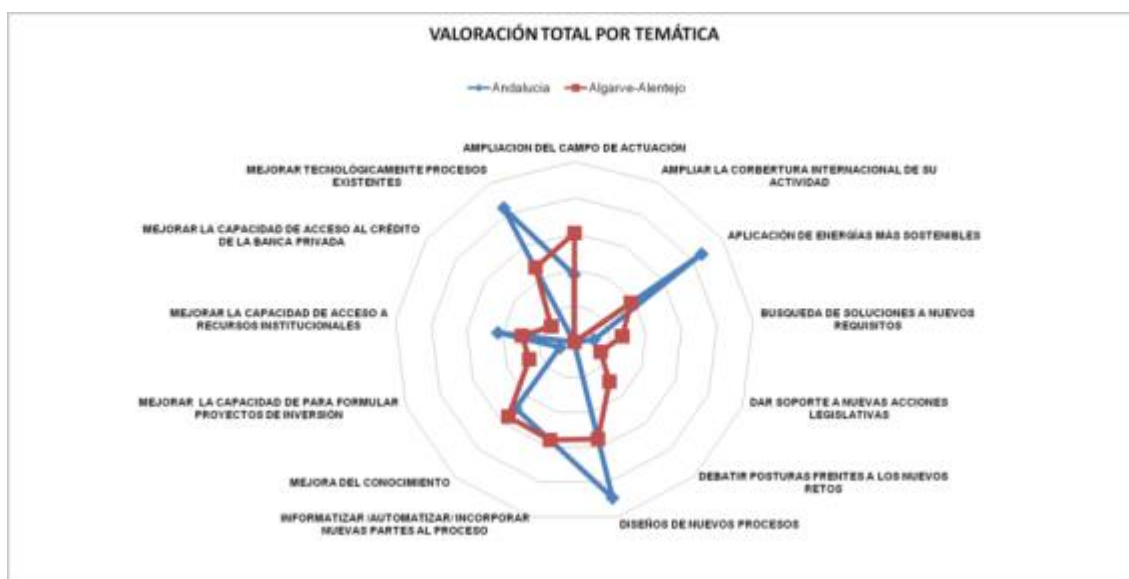 VALORACIÓN TOTAL POR TEMÁTICA
Andalucia
Algarve-Alentejo
AMPLIACION DEL CAMPO DE ACTUACIÓN
AMPLIAR LA CORBERTURA INTERNACIONAL DE SU
ACTIVIDAD
APLICACIÓN DE ENERGÍAS MÁS SOSTENIBLES
BUSQUEDA DE SOLUCIONES A NUEVOS
REQUISITOS
DAR SOPORTE A NUEVAS ACCIONES
LEGISLATIVAS
DEBATIR POSTURAS FRENTES A LOS NUEVOS
RETOS
DISEÑOS DE NUEVOS PROCESOS
INFORMATIZAR /AUTOMATIZAR/ INCORPORAR
NUEVAS PARTES AL PROCESO
MEJORA DEL CONOCIMIENTO
MEJORAR LA CAPACIDAD DE PARA FORMULAR
PROYECTOS DE INVERSIÓN
MEJORAR LA CAPACIDAD DE ACCESO A
RECURSOS INSTITUCIONALES
MEJORAR LA CAPACIDAD DE ACCESO AL CRÉDITO
DE LA BANCA PRIVADA
MEJORAR TECNOLÓGICAMENTE PROCESOS
EXISTENTES